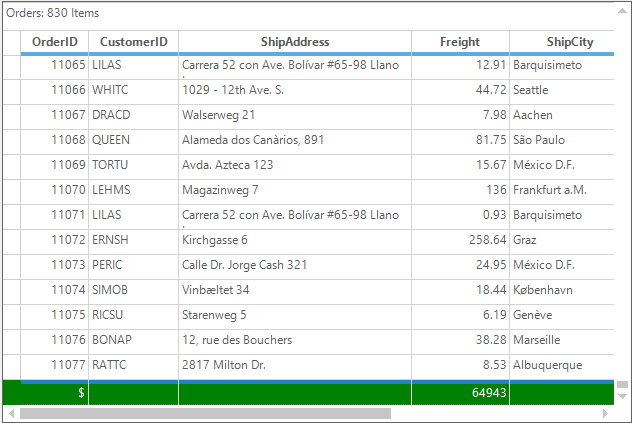 Orders: 830 Items
OrderID CustomerID ShipAddress Freight ShipCity
11065 LILAS Carrera 52 con Ave. Bolívar #65-98 Llano 12.91 Barquisimeto
11066 WHITC 1029 - 12th Ave. S. 44.72 Seattle
11067 DRACD Walserweg 21 7.98 Aachen
11068 QUEEN Alameda dos Canàrios, 891 81.75 São Paulo
11069 TORTU Avda. Azteca 123 15.67 México D.F.
11070 LEHMS Magazinweg 7 136 Frankfurt a.M.
11071 LILAS Carrera 52 con Ave. Bolívar #65-98 Llano 0.93 Barquisimeto
11072 ERNSH Kirchgasse 6 258.64 Graz
11073 PERIC Calle Dr. Jorge Cash 321 24.95 México D.F.
11074 SIMOB Vinbæltet 34 18.44 København
11075 RICSU Starenweg 5 6.19 Genève
11076 BONAP 12, rue des Bouchers 38.28 Marseille
11077 RATTC 2817 Milton Dr. 8.53 Albuquerque
$ 64943